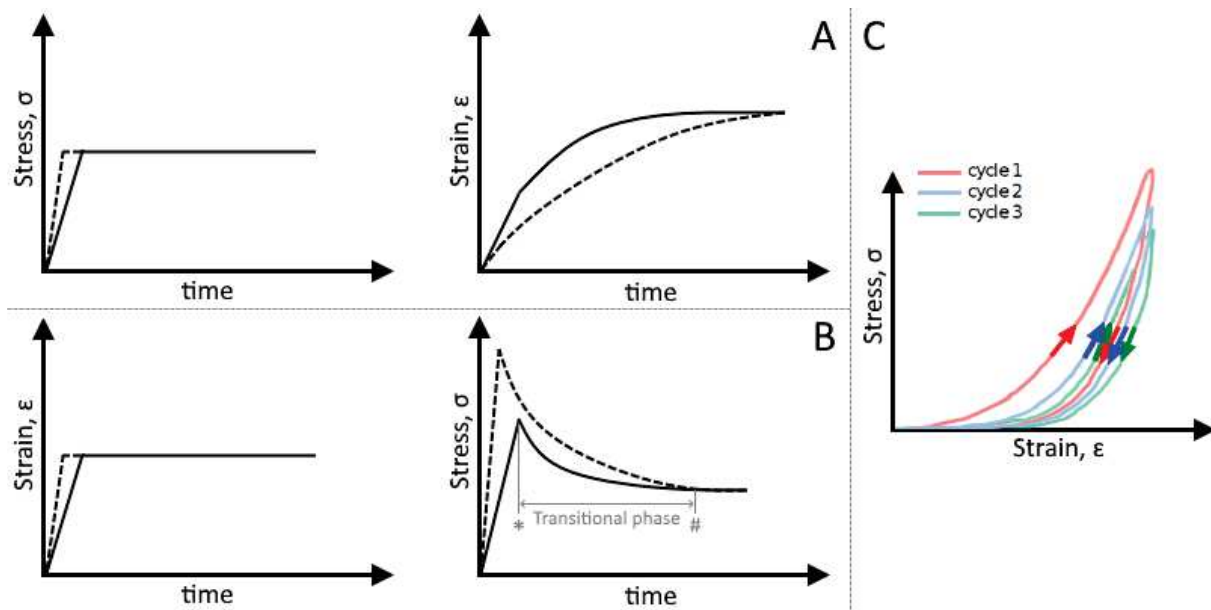 A
Stress, σ
time
Strain, ε
time
B
Strain, ε
time
Stress, σ
Transitional phase
*
#
time
C
cycle 1
cycle 2
cycle 3
Stress, σ
Strain, ε